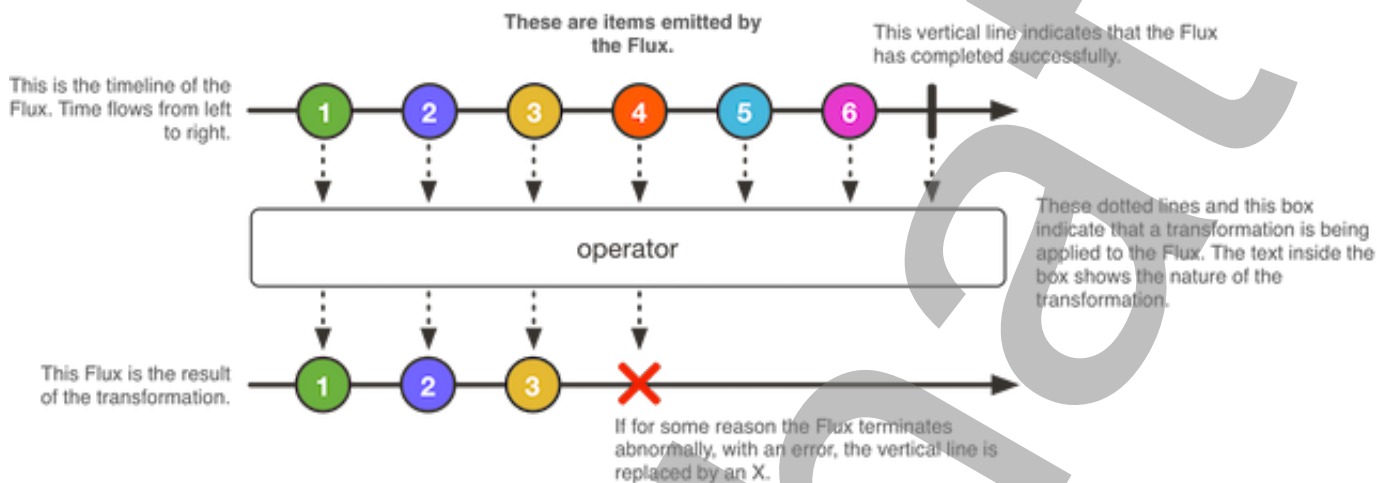 These are items emitted by
the Flux.
This vertical line indicates that the Flux
has completed successfully.
This is the timeline of the
Flux. Time flows from left
to right.
1 2 3 4 5 6
These dotted lines and this box
indicate that a transformation is being
applied to the Flux. The text inside the
box shows the nature of the
transformation.
operator
This Flux is the result
of the transformation.
1 2 3
If for some reason the Flux terminates
abnormally, with an error, the vertical line is
replaced by an X.